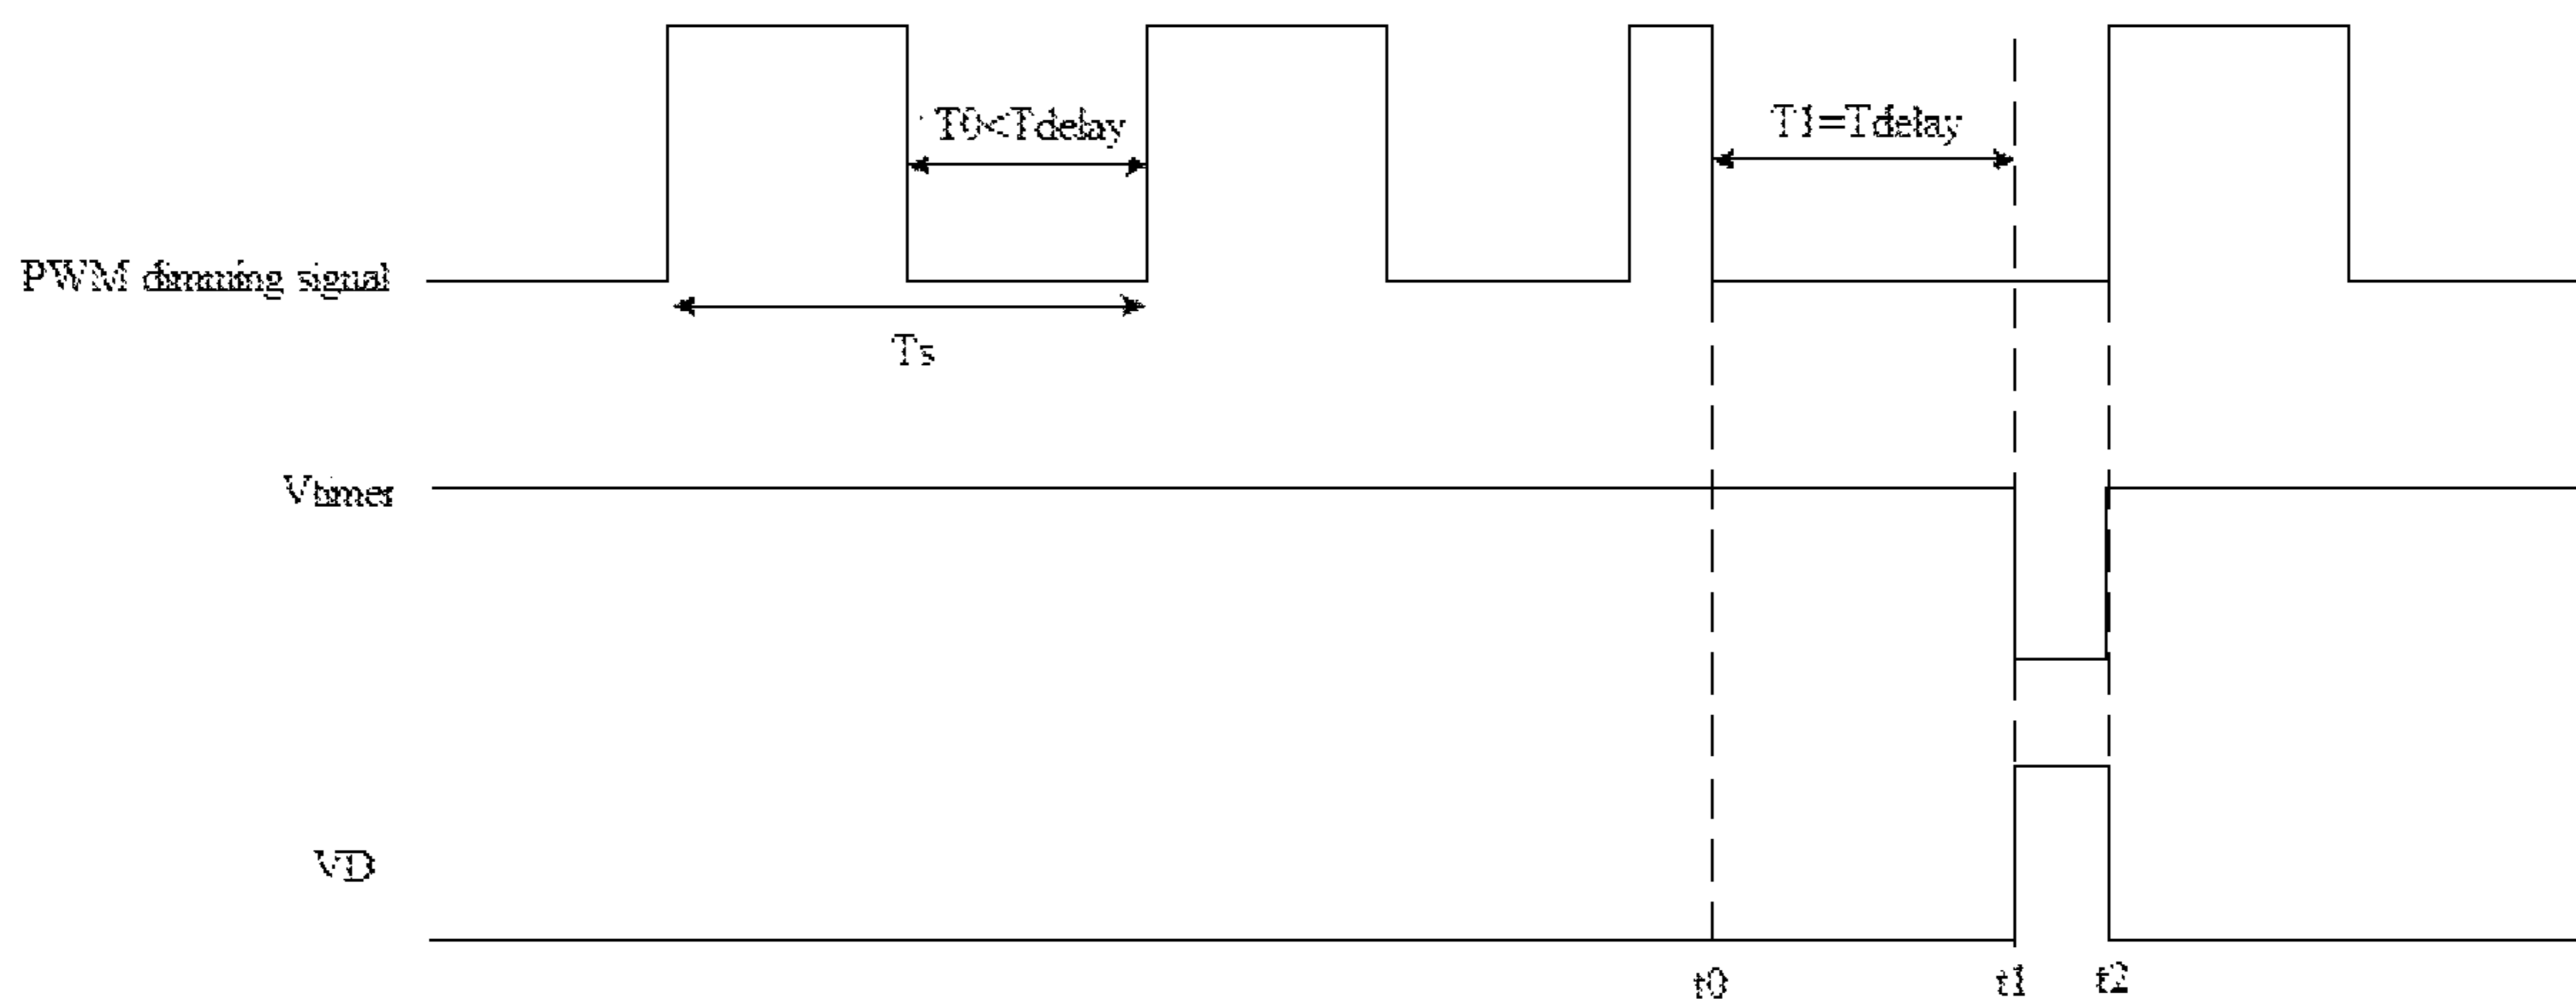 T0<Tdelay
T1=Tdelay
PWM dimming signal
Ts
Vtimer
VD
t0
t1
t2